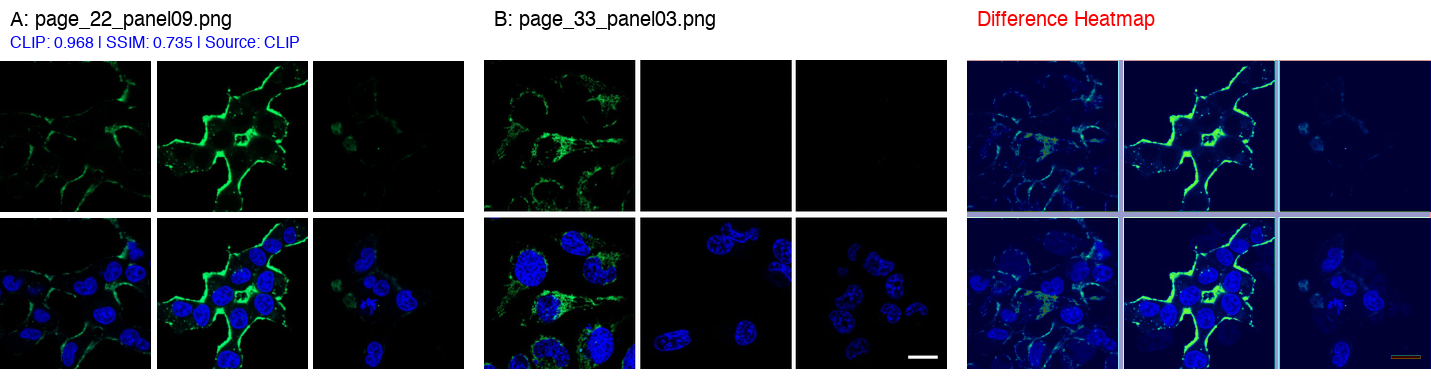 A: page_22_panel09.png
CLIP: 0.968 | SSIM: 0.735 | Source: CLIP
B: page_33_panel03.png
Difference Heatmap